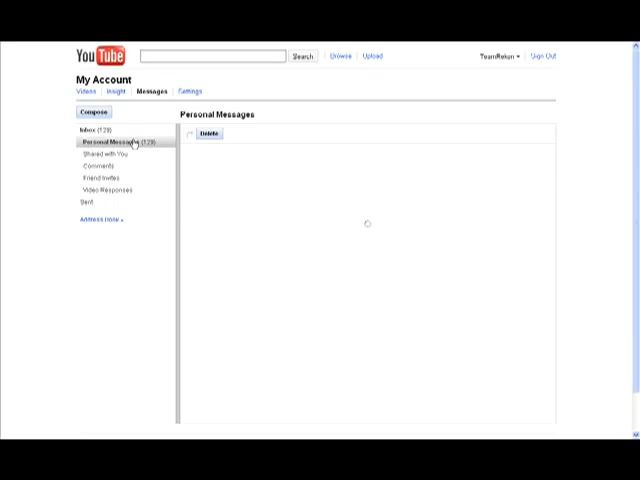 YouTube Search Browse Upload TeamRekon Sign Out
My Account
Videos Insight Messages Settings
Compose Personal Messages
Inbox (129) Delete
Personal Messages (129)
Shared with You
Comments
Friend Invites
Video Responses
Sent
Address Book